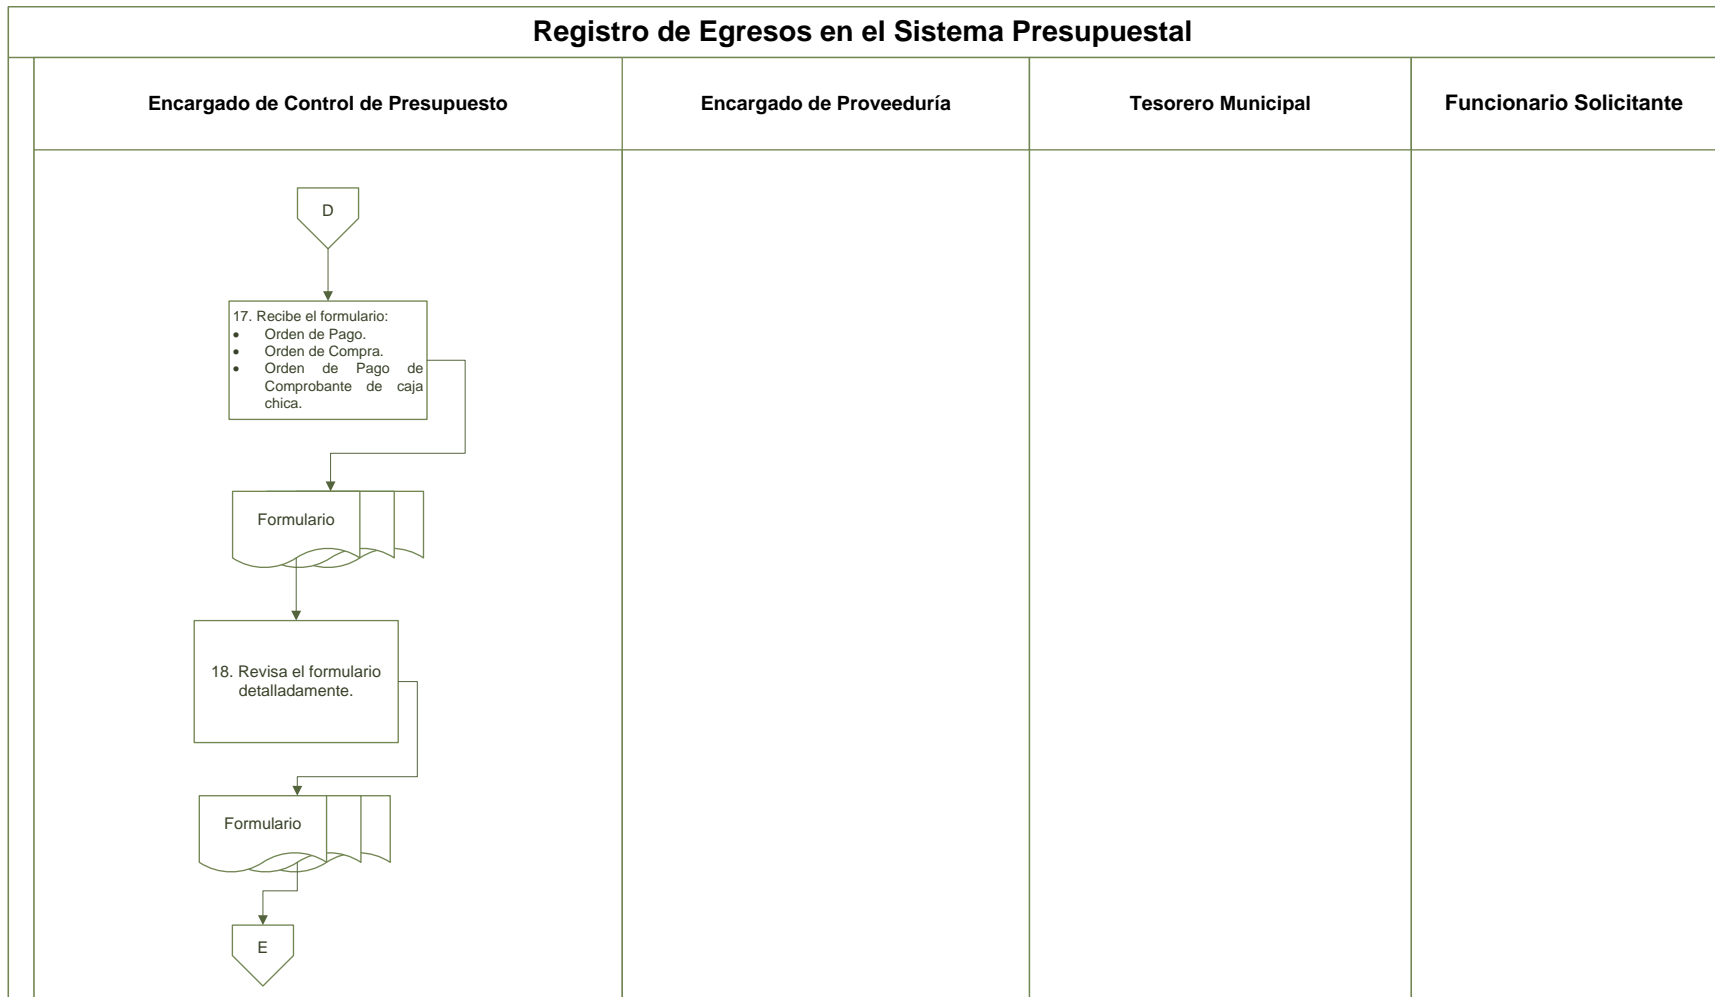 Registro de Egresos en el Sistema Presupuestal
Encargado de Control de Presupuesto
Encargado de Proveeduría
Tesorero Municipal
Funcionario Solicitante
D
17. Recibe el formulario:
● Orden de Pago.
● Orden de Compra.
● Orden de Pago de
Comprobante de caja
chica.
Formulario
18. Revisa el formulario
detalladamente.
Formulario
E